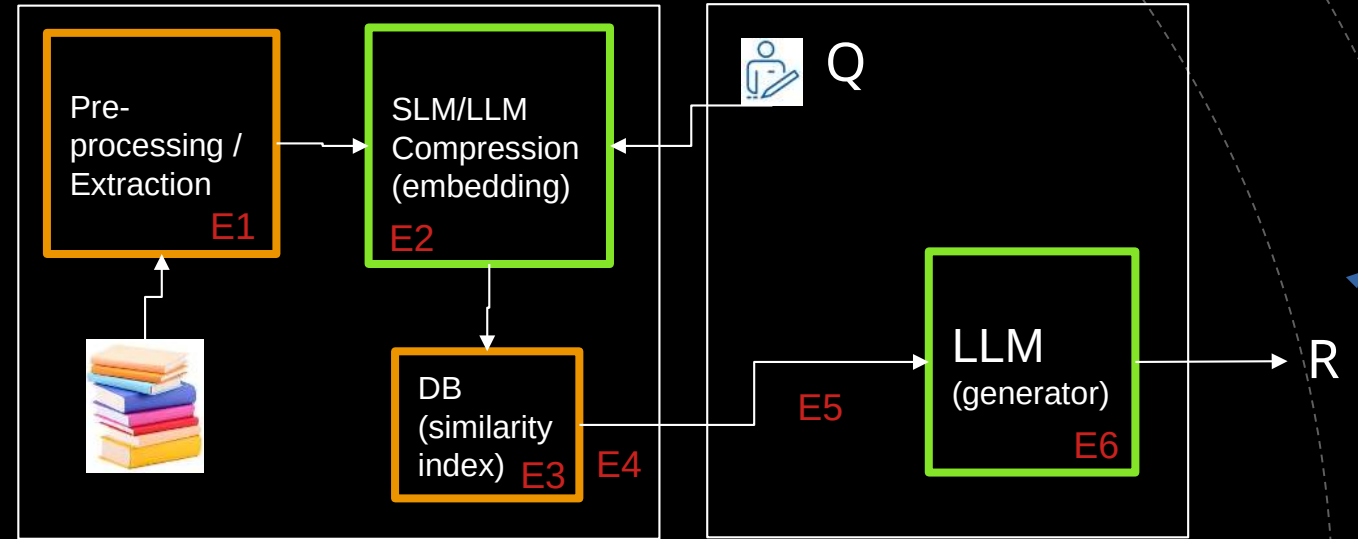 Pre-
processing /
Extraction
E1
SLM/LLM
Compression
(embedding)
E2
DB
(similarity
index)
E3
E4
Q
E5
LLM
(generator)
E6
R